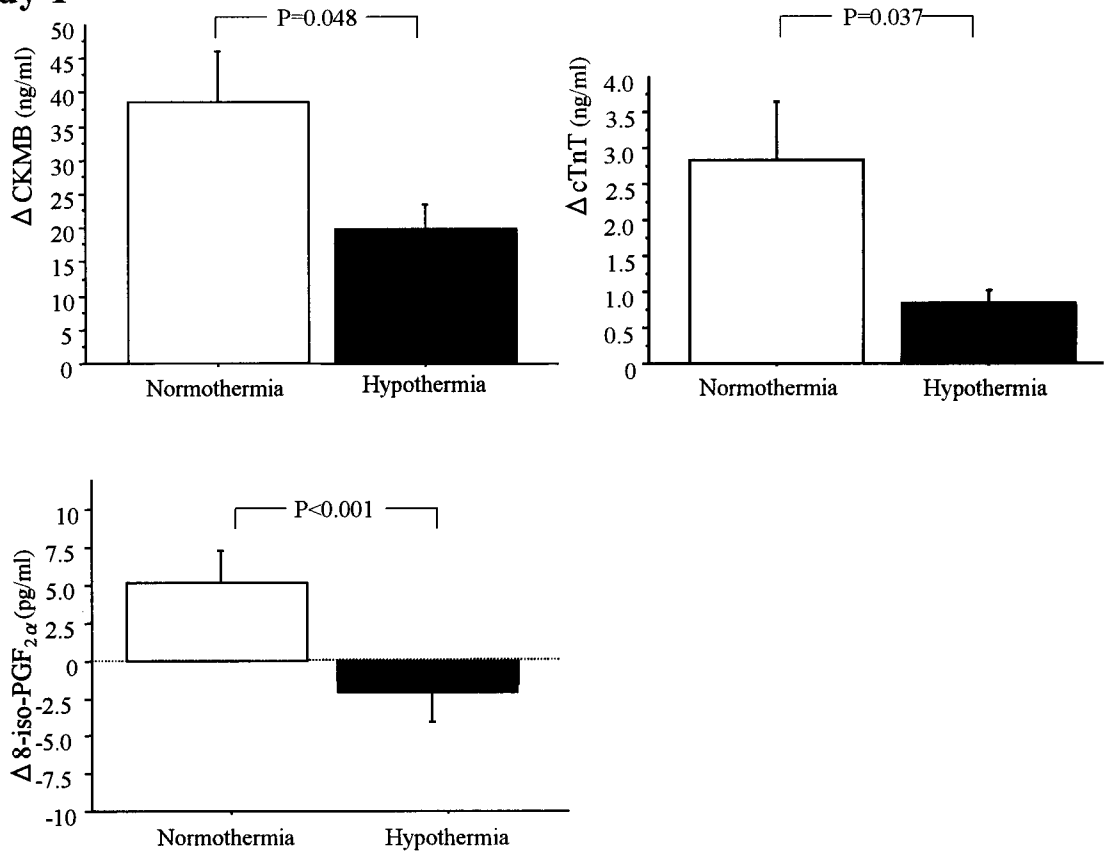 P=0.048
50
45
40
35
30
25
20
15
10
5
0
Δ CKMB (ng/ml)
Normothermia
Hypothermia
P=0.037
4.0
3.5
3.0
2.5
2.0
1.5
1.0
0.5
0
Δ cTnT (ng/ml)
Normothermia
Hypothermia
P<0.001
10
7.5
5.0
2.5
0
-2.5
-5.0
-7.5
-10
Δ 8-iso-PGF2α (pg/ml)
Normothermia
Hypothermia